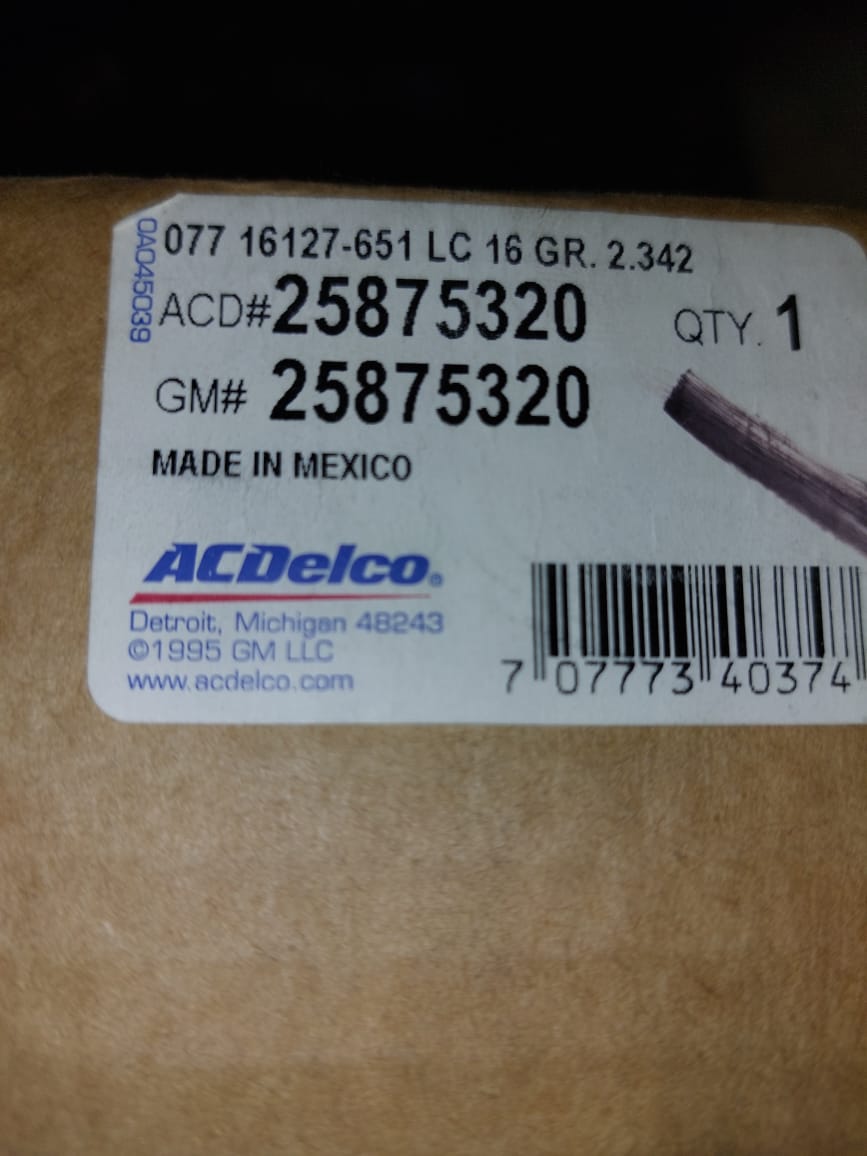 0A045039
077 16127-651 LC 16 GR. 2.342
ACD# 25875320 QTY. 1
GM# 25875320
MADE IN MEXICO
ACDelco®
Detroit, Michigan 48243
©1995 GM LLC
www.acdelco.com
7 07773 40374